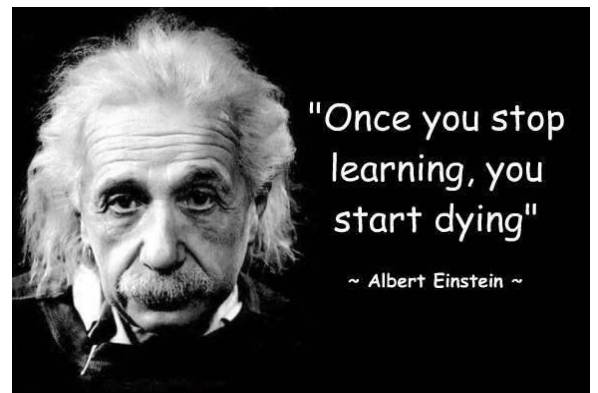 "Once you stop
learning, you
start dying"
~ Albert Einstein ~